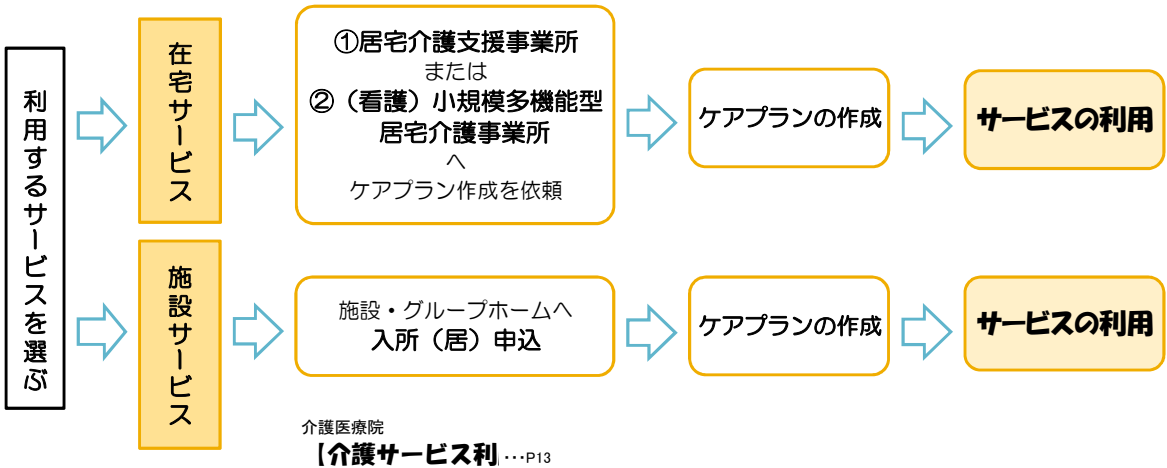 利用するサービスを選ぶ
在宅サービス
①居宅介護支援事業所
または
②（看護）小規模多機能型
居宅介護事業所
へ
ケアプラン作成を依頼
ケアプランの作成
サービスの利用
施設サービス
施設・グループホームへ
入所（居）申込
ケアプランの作成
サービスの利用
介護医療院
【介護サービス利 …P13